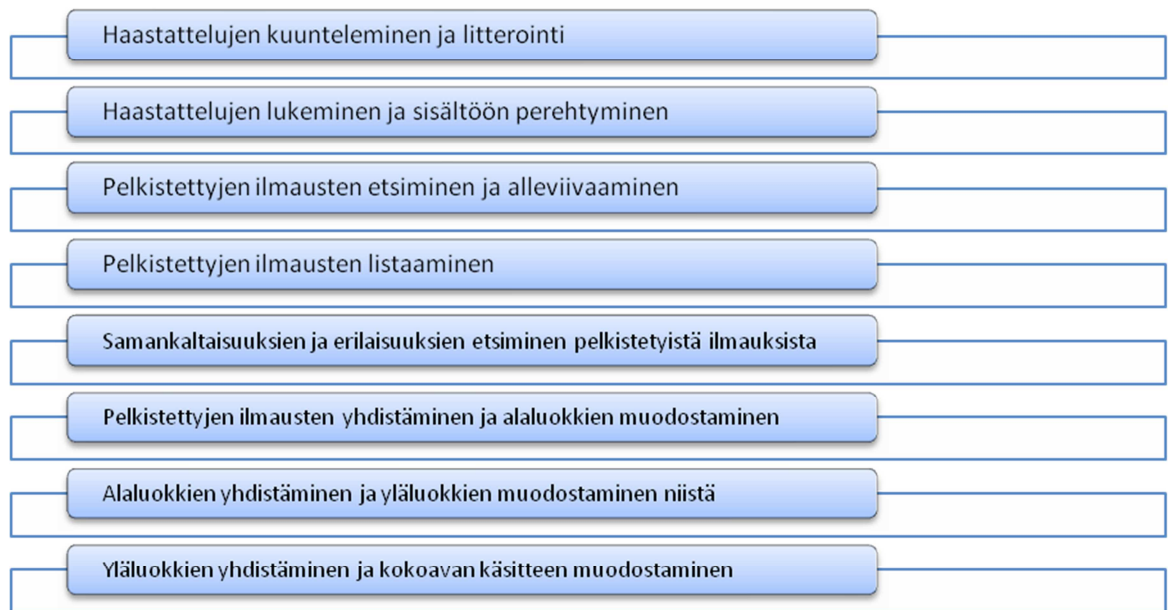 Haastattelujen kuunteleminen ja litterointi
Haastattelujen lukeminen ja sisältöön perehtyminen
Pelkistettyjen ilmausten etsiminen ja alleviivaaminen
Pelkistettyjen ilmausten listaaminen
Samankaltaisuuksien ja erilaisuuksien etsiminen pelkistetyistä ilmauksista
Pelkistettyjen ilmausten yhdistäminen ja alaluokkien muodostaminen
Alaluokkien yhdistäminen ja yläluokkien muodostaminen niistä
Yläluokkien yhdistäminen ja kokoavan käsitteen muodostaminen